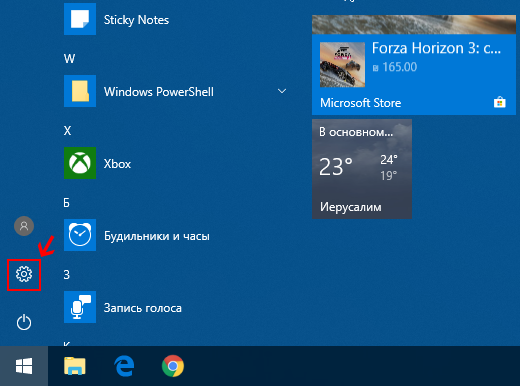 Sticky Notes
W
Windows PowerShell
X
Xbox
Б
Будильники и часы
З
Запись голоса
К
Forza Horizon 3: с...
₪ 165.00
Microsoft Store
В основном...
23°
24°
19°
Иерусалим